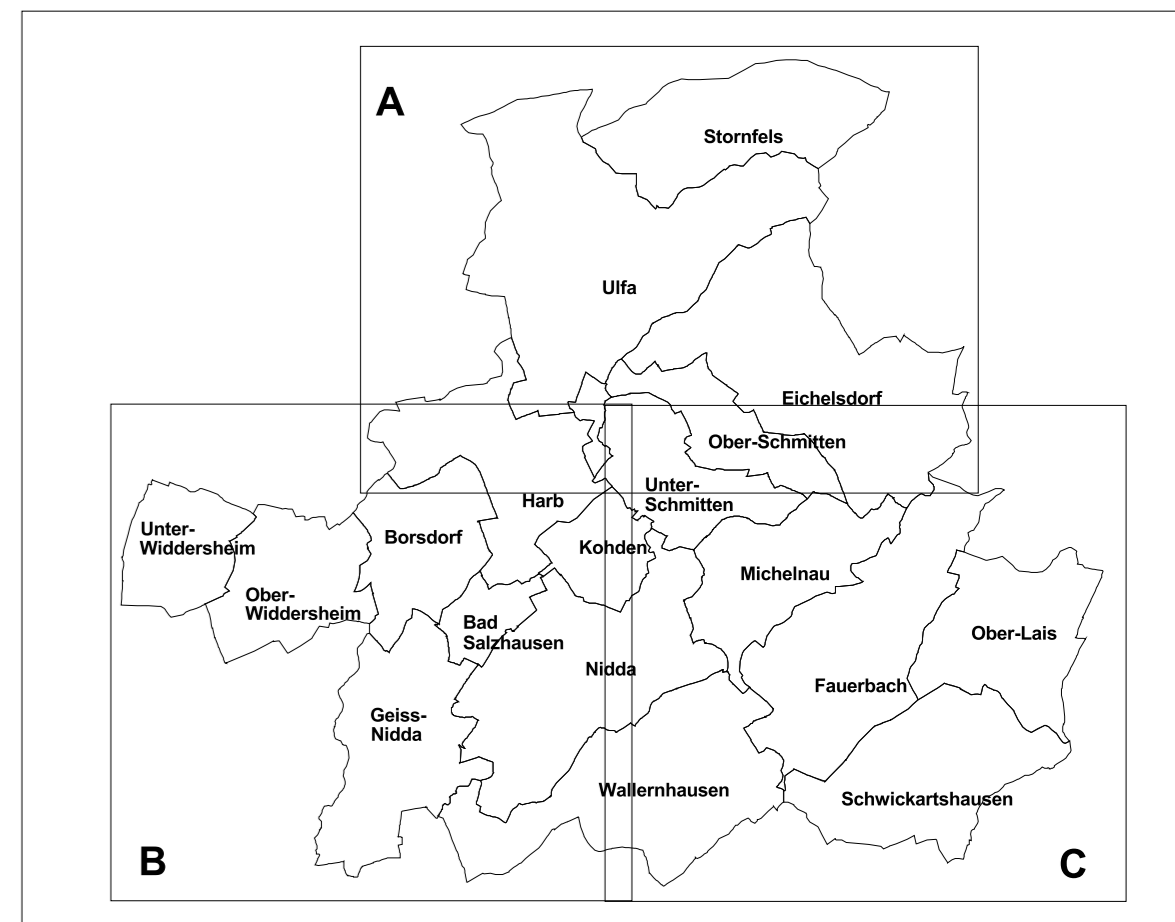 A
Stornfels
Ulfa
Eichelsdorf
Ober-Schmitten
Unter-
Schmitten
Harb
Borsdorf
Unter-
Widdersheim
Kohden
Michelnau
Ober-
Widdersheim
Bad
Salzhausen
Ober-Lais
Nidda
Fauerbach
Geiss-
Nidda
Wallernhausen
Schwickartshausen
B
C